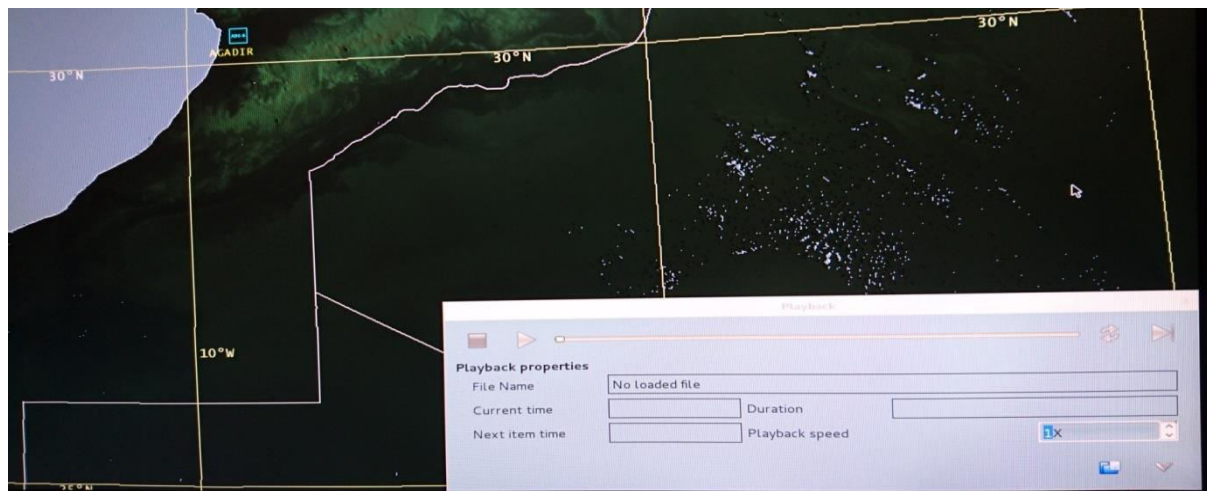 30°N
AGADIR
30°N
30°N
10°W
25°N
Playback
Playback properties
File Name No loaded file
Current time Duration
Next item time Playback speed 1X